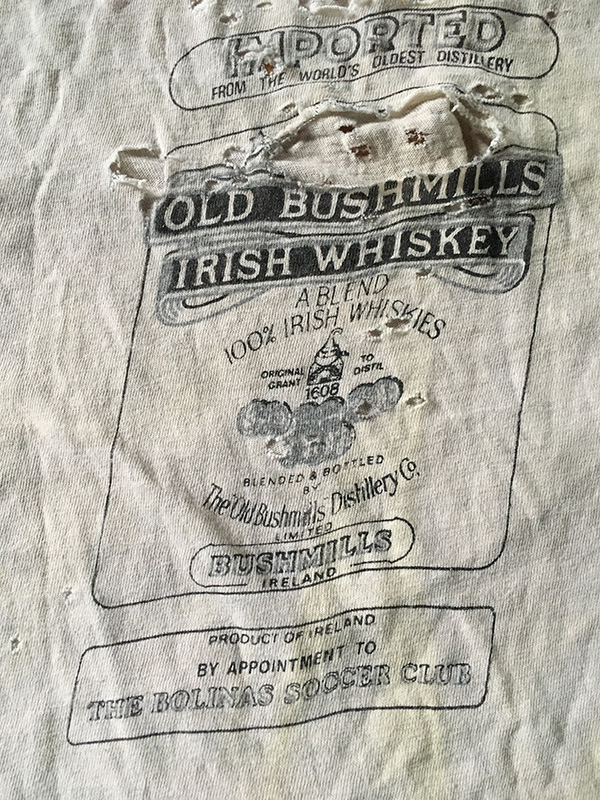 IMPORTED
FROM THE WORLD'S OLDEST DISTILLERY
OLD BUSHMILLS
IRISH WHISKEY
A BLEND
100% IRISH WHISKIES
ORIGINAL GRANT
TO DISTIL
1608
BLENDED & BOTTLED
BY
The "Old Bushmills" Distillery Co.
LIMITED
BUSHMILLS
IRELAND
PRODUCT OF IRELAND
BY APPOINTMENT TO
THE BOLINAS SOCCER CLUB